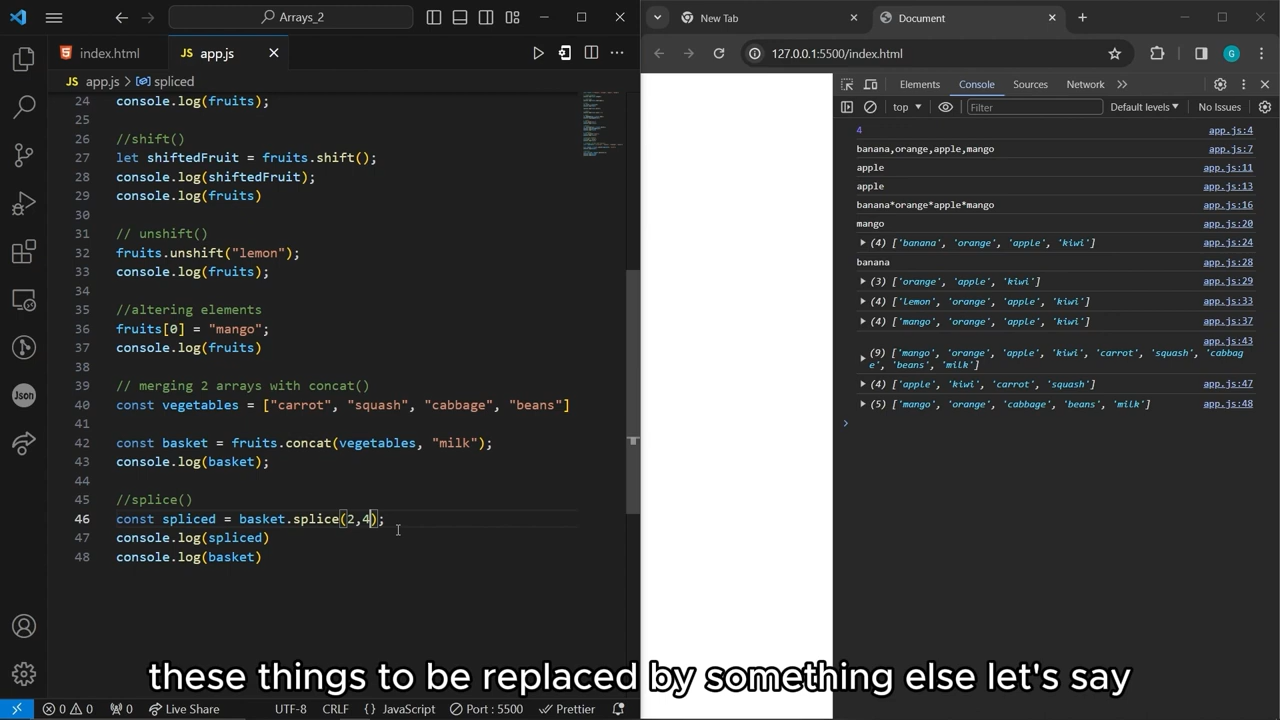 Arrays_2
index.html
JS app.js
JS app.js > spliced
24 console.log(fruits);
25
26 //shift()
27 let shiftedFruit = fruits.shift();
28 console.log(shiftedFruit);
29 console.log(fruits)
30
31 // unshift()
32 fruits.unshift("lemon");
33 console.log(fruits);
34
35 //altering elements
36 fruits[0] = "mango";
37 console.log(fruits)
38
39 // merging 2 arrays with concat()
40 const vegetables = ["carrot", "squash", "cabbage", "beans"]
41
42 const basket = fruits.concat(vegetables, "milk");
43 console.log(basket);
44
45 //splice()
46 const spliced = basket.splice(2,4);
47 console.log(spliced)
48 console.log(basket)
Json
0 0 0 Live Share UTF-8 CRLF {} JavaScript Port : 5500 Prettier
New Tab
Document
127.0.0.1:5500/index.html
G
Elements Console Sources Network
top Filter Default levels No Issues
4 app.js:4
banana,orange,apple,mango app.js:7
apple app.js:11
apple app.js:13
banana*orange*apple*mango app.js:16
mango app.js:20
(4) ['banana', 'orange', 'apple', 'kiwi'] app.js:24
banana app.js:28
(3) ['orange', 'apple', 'kiwi'] app.js:29
(4) ['lemon', 'orange', 'apple', 'kiwi'] app.js:33
(4) ['mango', 'orange', 'apple', 'kiwi'] app.js:37
app.js:43
(9) ['mango', 'orange', 'apple', 'kiwi', 'carrot', 'squash', 'cabbag
e', 'beans', 'milk']
(4) ['apple', 'kiwi', 'carrot', 'squash'] app.js:47
(5) ['mango', 'orange', 'cabbage', 'beans', 'milk'] app.js:48
these things to be replaced by something else let's say